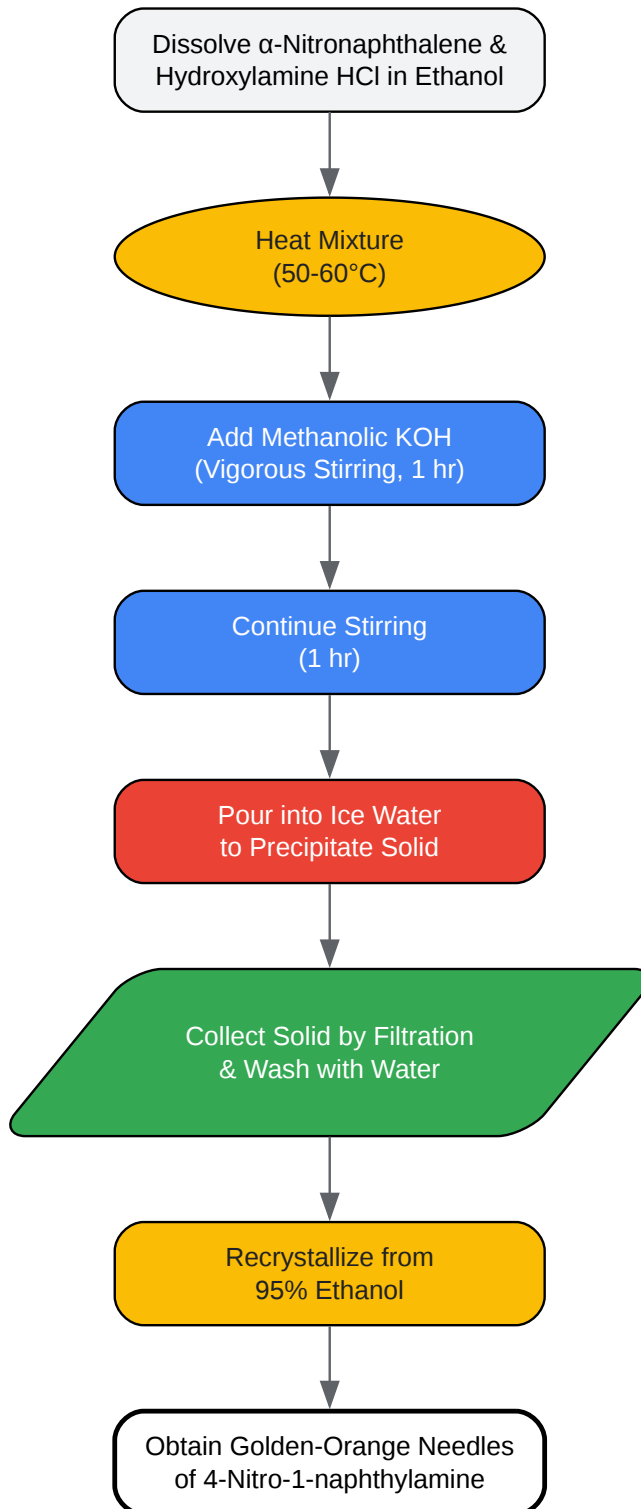 Dissolve α-Nitronaphthalene &
Hydroxylamine HCl in Ethanol
Heat Mixture
(50-60°C)
Add Methanolic KOH
(Vigorous Stirring, 1 hr)
Continue Stirring
(1 hr)
Pour into Ice Water
to Precipitate Solid
Collect Solid by Filtration
& Wash with Water
Recrystallize from
95% Ethanol
Obtain Golden-Orange Needles
of 4-Nitro-1-naphthylamine